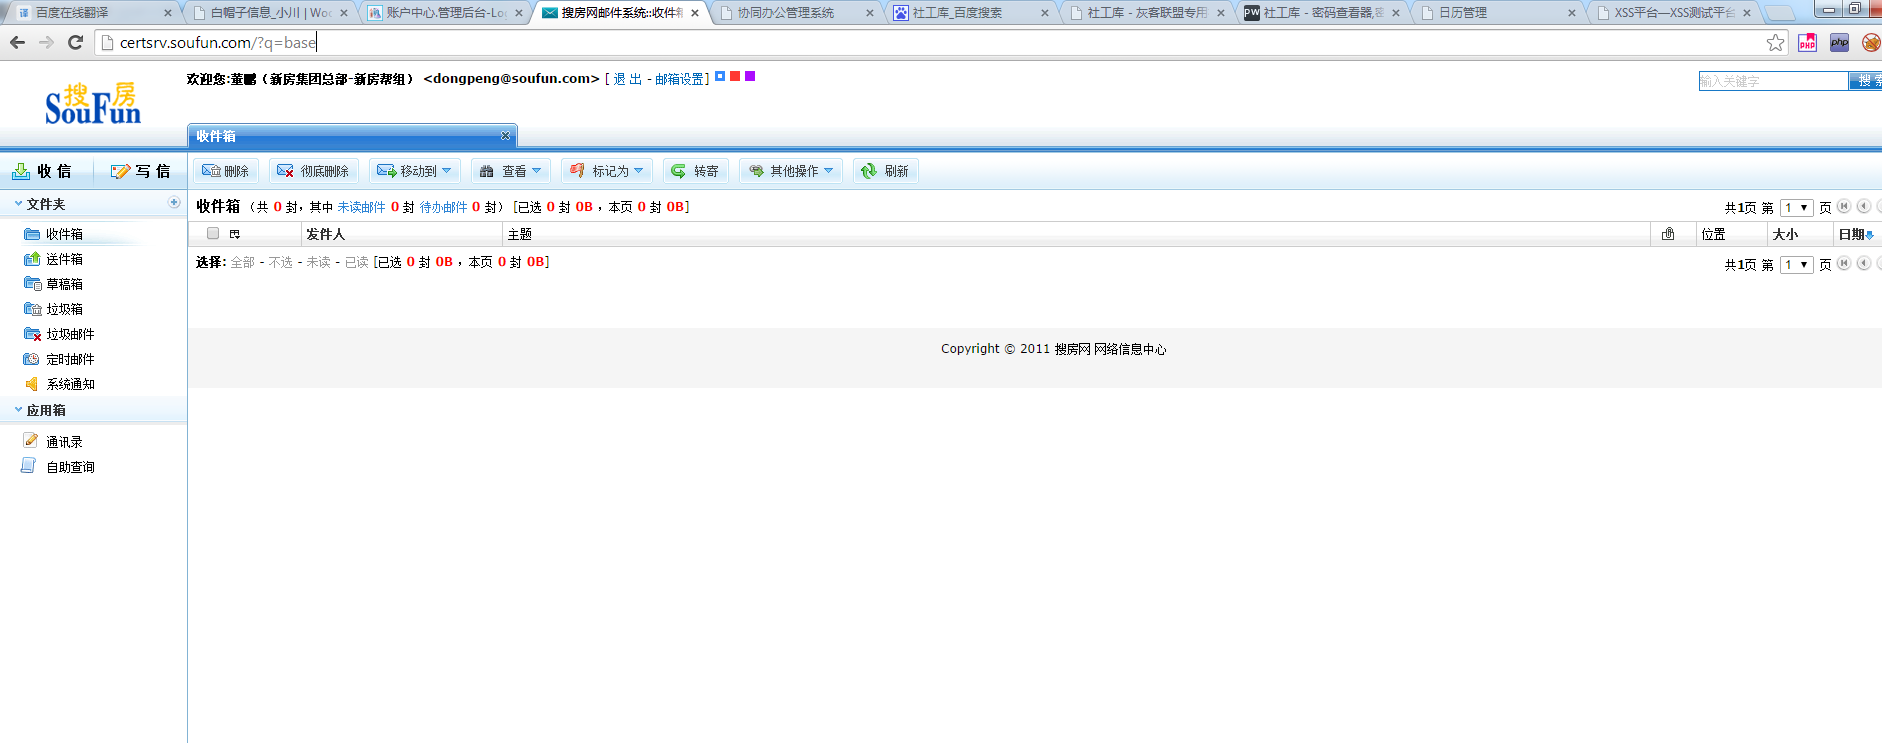 百度在线翻译
白帽子信息_小川 | Woo
账户中心.管理后台-Log
搜房网邮件系统::收件箱
协同办公管理系统
社工库_百度搜索
社工库 - 灰客联盟专用
社工库 - 密码查看器,密
日历管理
XSS平台—XSS测试平台
certsrv.soufun.com/?q=base
搜房
SouFun
欢迎您:董鹏（新房集团总部-新房帮组） <dongpeng@soufun.com> [ 退 出 - 邮箱设置]
输入关键字
搜 索
收件箱
收 信
写 信
删除
彻底删除
移动到
查看
标记为
转寄
其他操作
刷新
文件夹
收件箱
送件箱
草稿箱
垃圾箱
垃圾邮件
定时邮件
系统通知
应用箱
通讯录
自助查询
收件箱 （共 0 封，其中 未读邮件 0 封 待办邮件 0 封） [已选 0 封 0B ，本页 0 封 0B]
共1页 第 1 页
发件人
主题
位置
大小
日期
选择: 全部 - 不选 - 未读 - 已读 [已选 0 封 0B ，本页 0 封 0B]
共1页 第 1 页
Copyright © 2011 搜房网 网络信息中心